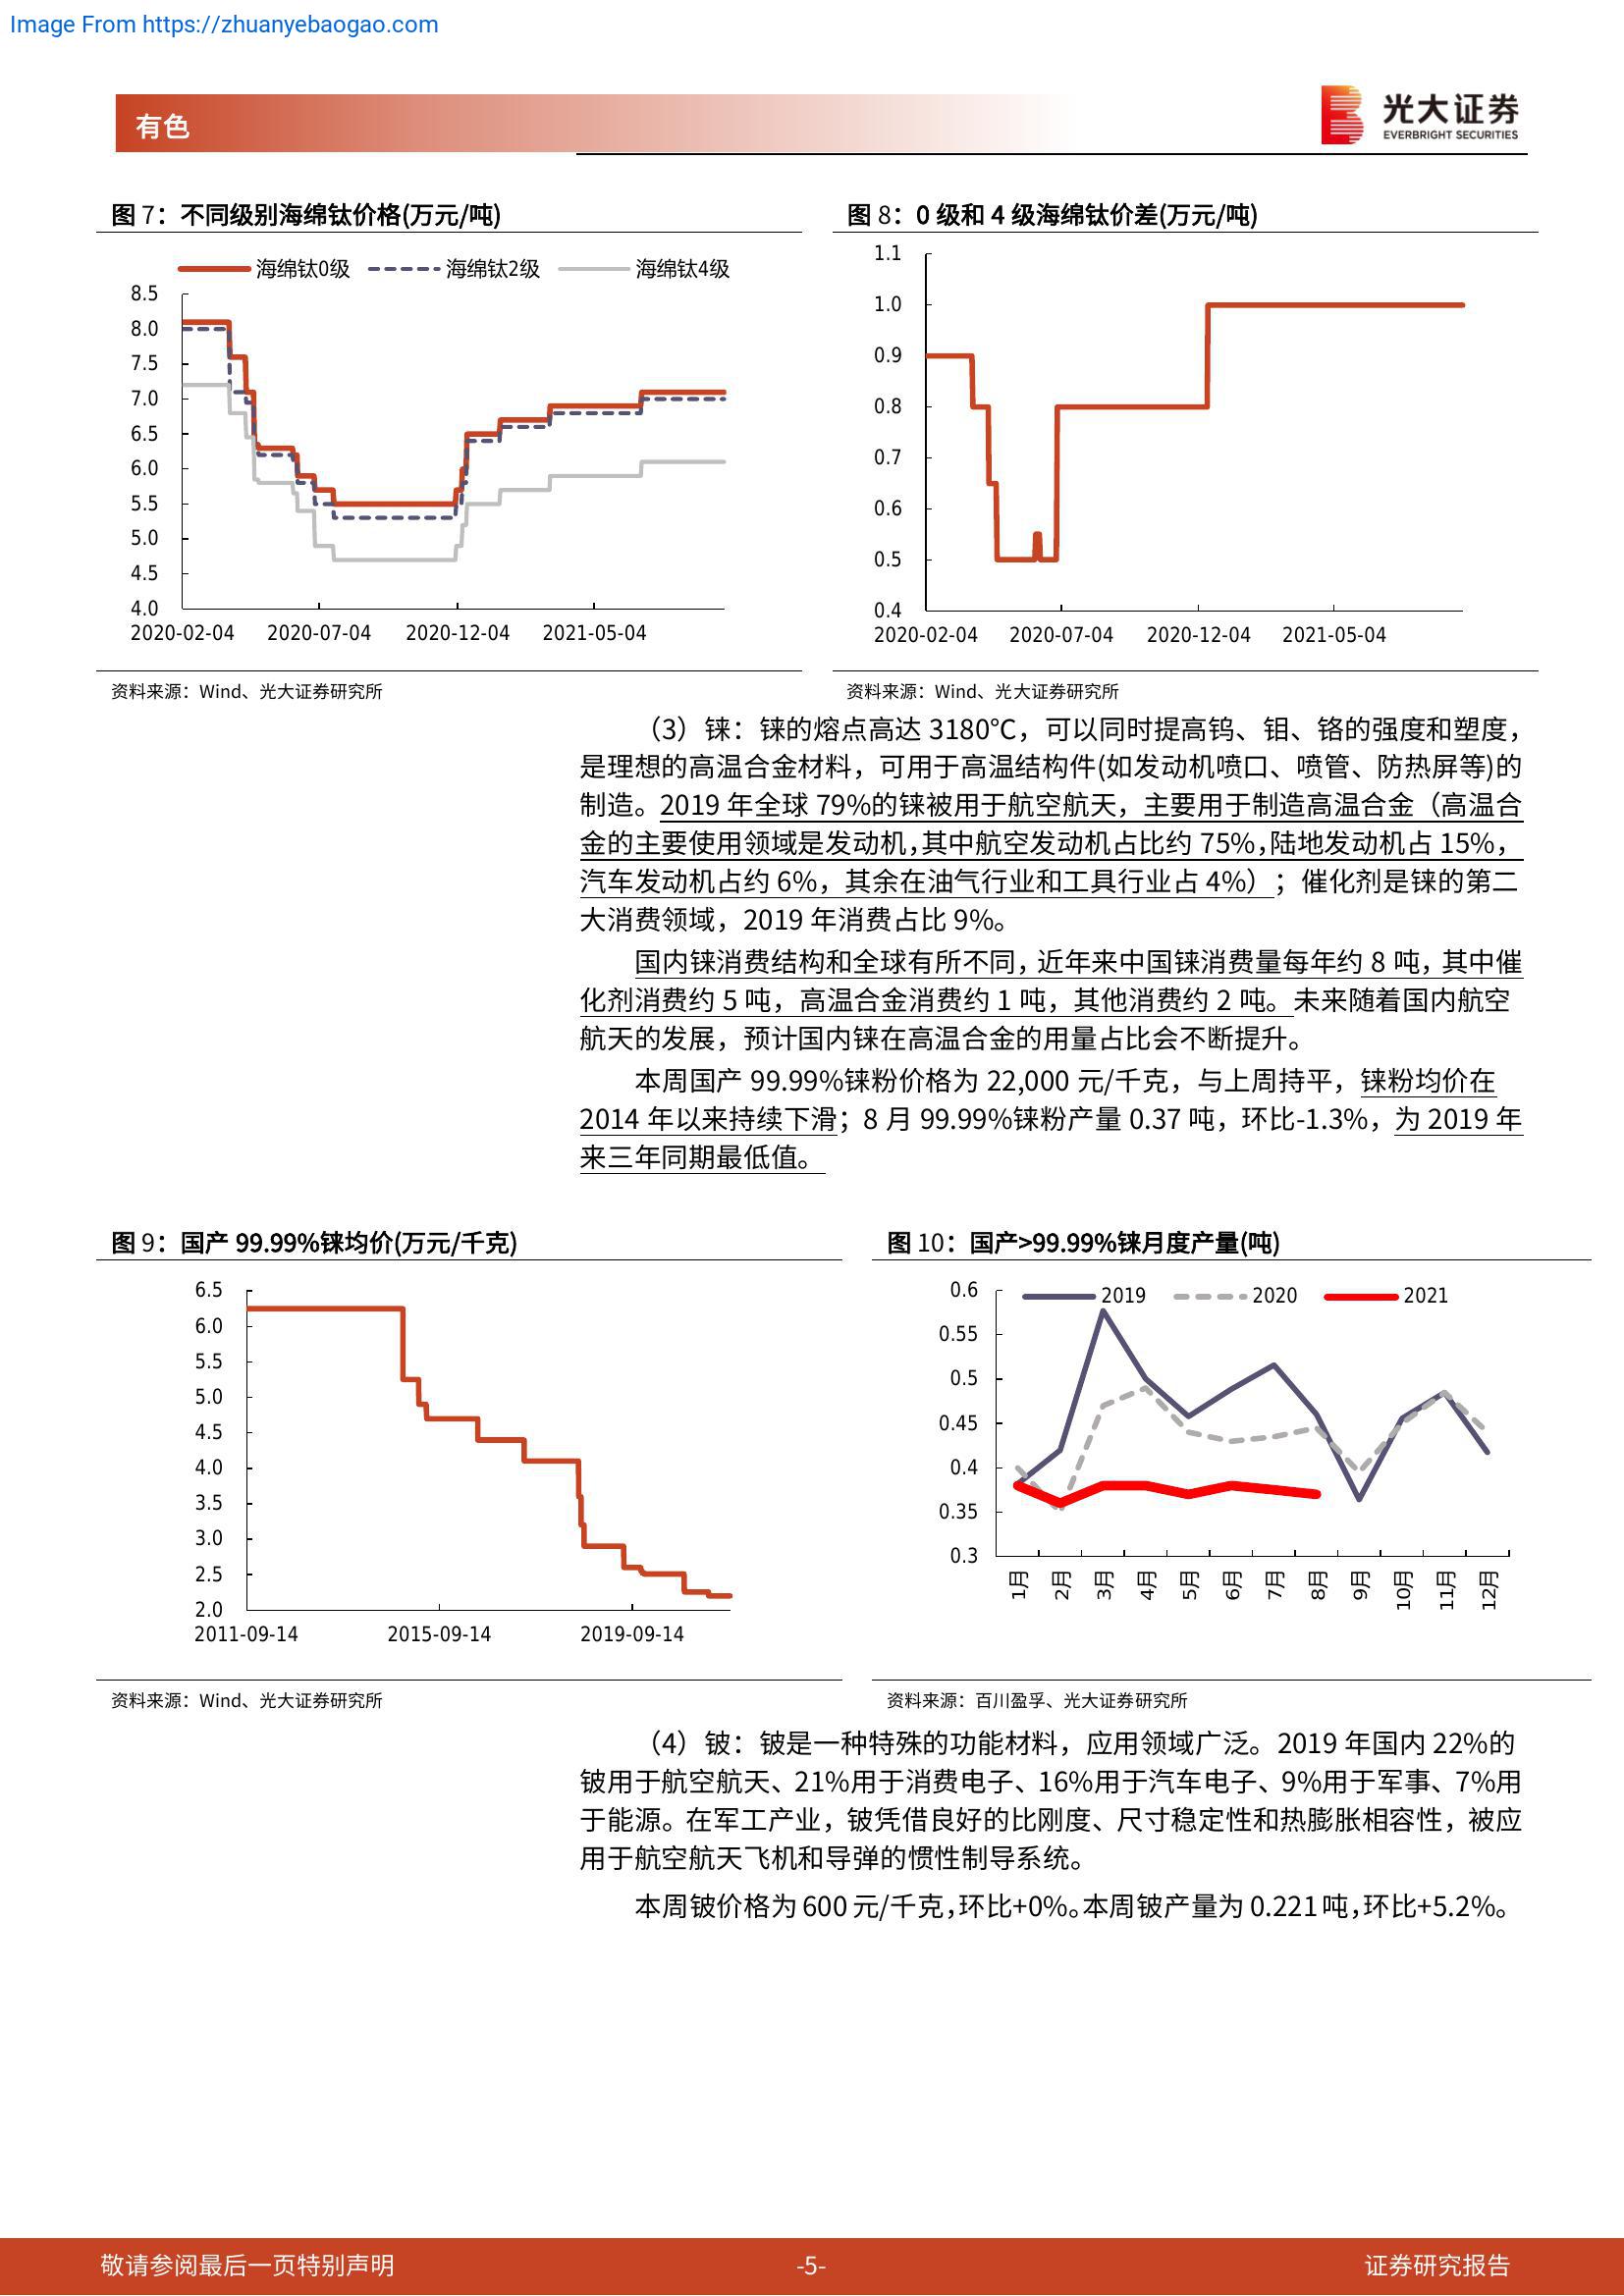 Image From https://zhuanyebaogao.com
有色
光大证券
EVERBRIGHT SECURITIES
图 7：不同级别海绵钛价格(万元/吨)
海绵钛0级 海绵钛2级 海绵钛4级
8.5
8.0
7.5
7.0
6.5
6.0
5.5
5.0
4.5
4.0
2020-02-04 2020-07-04 2020-12-04 2021-05-04
资料来源：Wind、光大证券研究所
图 8：0 级和 4 级海绵钛价差(万元/吨)
1.1
1.0
0.9
0.8
0.7
0.6
0.5
0.4
2020-02-04 2020-07-04 2020-12-04 2021-05-04
资料来源：Wind、光大证券研究所
（3）铼：铼的熔点高达 3180℃，可以同时提高钨、钼、铬的强度和塑度，
是理想的高温合金材料，可用于高温结构件(如发动机喷口、喷管、防热屏等)的
制造。2019 年全球 79%的铼被用于航空航天，主要用于制造高温合金（高温合
金的主要使用领域是发动机，其中航空发动机占比约 75%，陆地发动机占 15%，
汽车发动机占约 6%，其余在油气行业和工具行业占 4%）；催化剂是铼的第二
大消费领域，2019 年消费占比 9%。
国内铼消费结构和全球有所不同，近年来中国铼消费量每年约 8 吨，其中催
化剂消费约 5 吨，高温合金消费约 1 吨，其他消费约 2 吨。未来随着国内航空
航天的发展，预计国内铼在高温合金的用量占比会不断提升。
本周国产 99.99%铼粉价格为 22,000 元/千克，与上周持平，铼粉均价在
2014 年以来持续下滑；8 月 99.99%铼粉产量 0.37 吨，环比-1.3%，为 2019 年
来三年同期最低值。
图 9：国产 99.99%铼均价(万元/千克)
6.5
6.0
5.5
5.0
4.5
4.0
3.5
3.0
2.5
2.0
2011-09-14 2015-09-14 2019-09-14
资料来源：Wind、光大证券研究所
图 10：国产>99.99%铼月度产量(吨)
2019 2020 2021
0.6
0.55
0.5
0.45
0.4
0.35
0.3
1月 2月 3月 4月 5月 6月 7月 8月 9月 10月 11月 12月
资料来源：百川盈孚、光大证券研究所
（4）铍：铍是一种特殊的功能材料，应用领域广泛。2019 年国内 22%的
铍用于航空航天、21%用于消费电子、16%用于汽车电子、9%用于军事、7%用
于能源。在军工产业，铍凭借良好的比刚度、尺寸稳定性和热膨胀相容性，被应
用于航空航天飞机和导弹的惯性制导系统。
本周铍价格为 600 元/千克，环比+0%。本周铍产量为 0.221 吨，环比+5.2%。
敬请参阅最后一页特别声明 -5- 证券研究报告